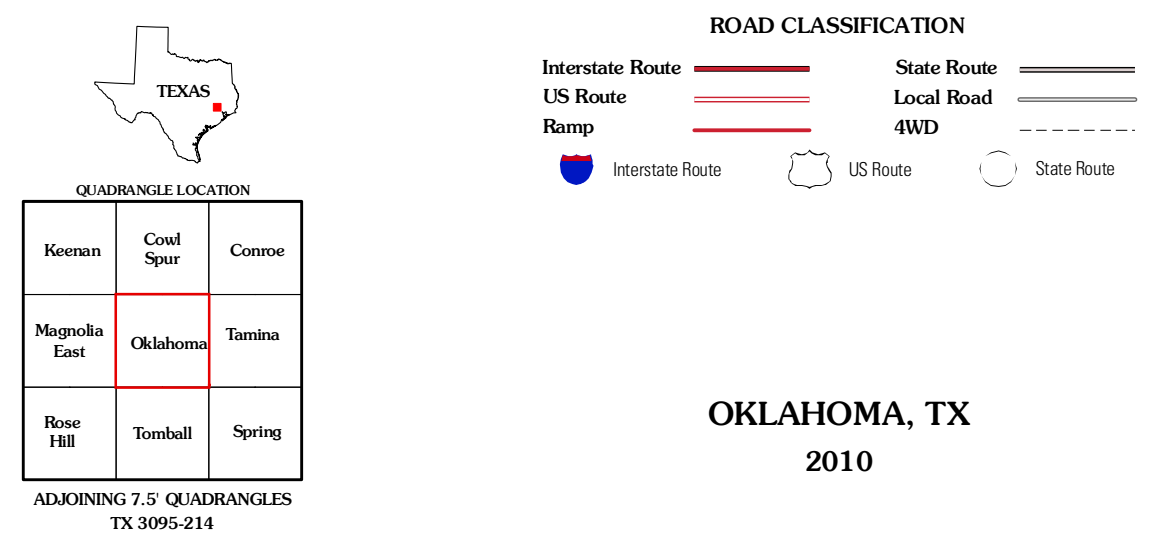 TEXAS
QUADRANGLE LOCATION
Keenan
Cowl
Spur
Conroe
Magnolia
East
Oklahoma
Tamina
Rose
Hill
Tomball
Spring
ADJOINING 7.5' QUADRANGLES
TX 3095-214
ROAD CLASSIFICATION
Interstate Route
State Route
US Route
Local Road
Ramp
4WD
Interstate Route
US Route
State Route
OKLAHOMA, TX
2010